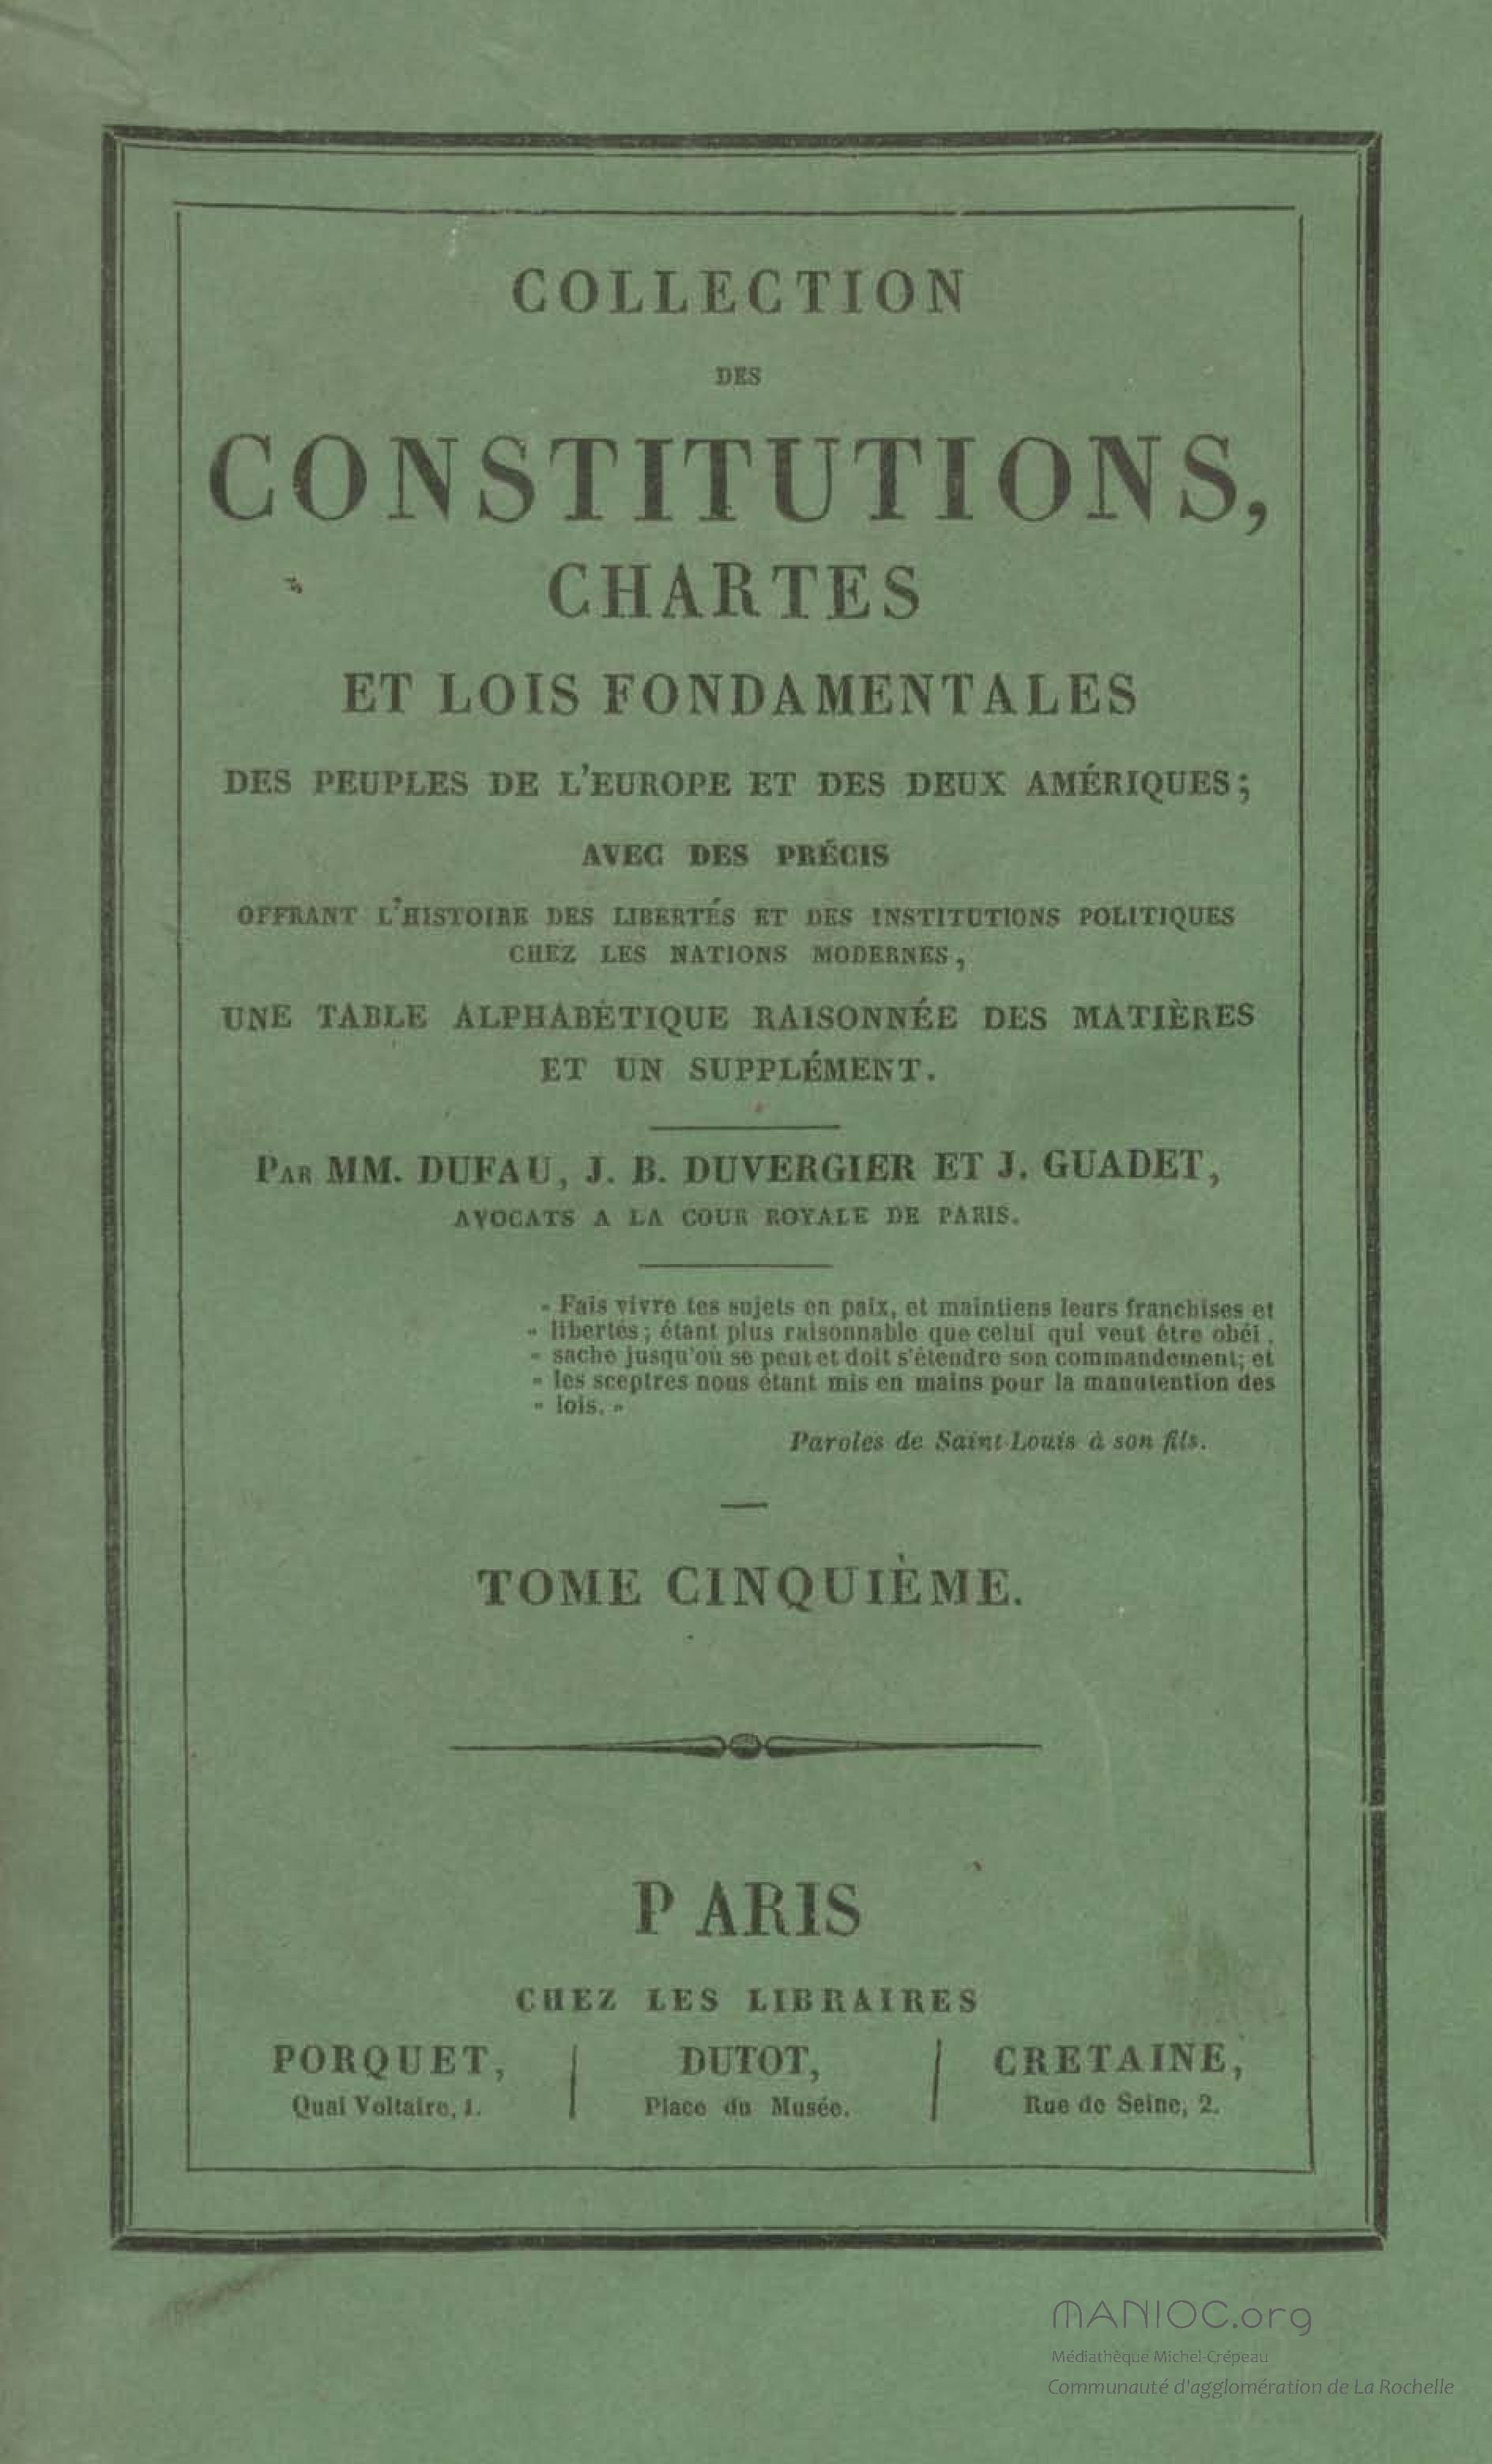 COLLECTION
DES
CONSTITUTIONS,
CHARTES
ET LOIS FONDAMENTALES
DES PEUPLES DE L'EUROPE ET DES DEUX AMÉRIQUES;
AVEC DES PRÉCIS
OFFRANT L'HISTOIRE DES LIBERTÉS ET DES INSTITUTIONS POLITIQUES
CHEZ LES NATIONS MODERNES,
UNE TABLE ALPHABÉTIQUE RAISONNÉE DES MATIÈRES
ET UN SUPPLÉMENT.
PAR MM. DUFAU, J. B. DUVERGIER ET J. GUADET,
AVOCATS A LA COUR ROYALE DE PARIS.
« Fais vivre tes sujets en paix, et maintiens leurs franchises et
« libertés; étant plus raisonnable que celui qui veut être obéi,
« sache jusqu'où se peut et doit s'étendre son commandement; et
« les sceptres nous étant mis en mains pour la manutention des
« lois. »
Paroles de Saint Louis à son fils.
TOME CINQUIÈME.
PARIS
CHEZ LES LIBRAIRES
PORQUET, DUTOT, CRETAINE,
Quai Voltaire, 1. Place du Musée. Rue de Seine, 2.
MANIOC.org
Médiathèque Michel-Crépeau
Communauté d'agglomération de La Rochelle